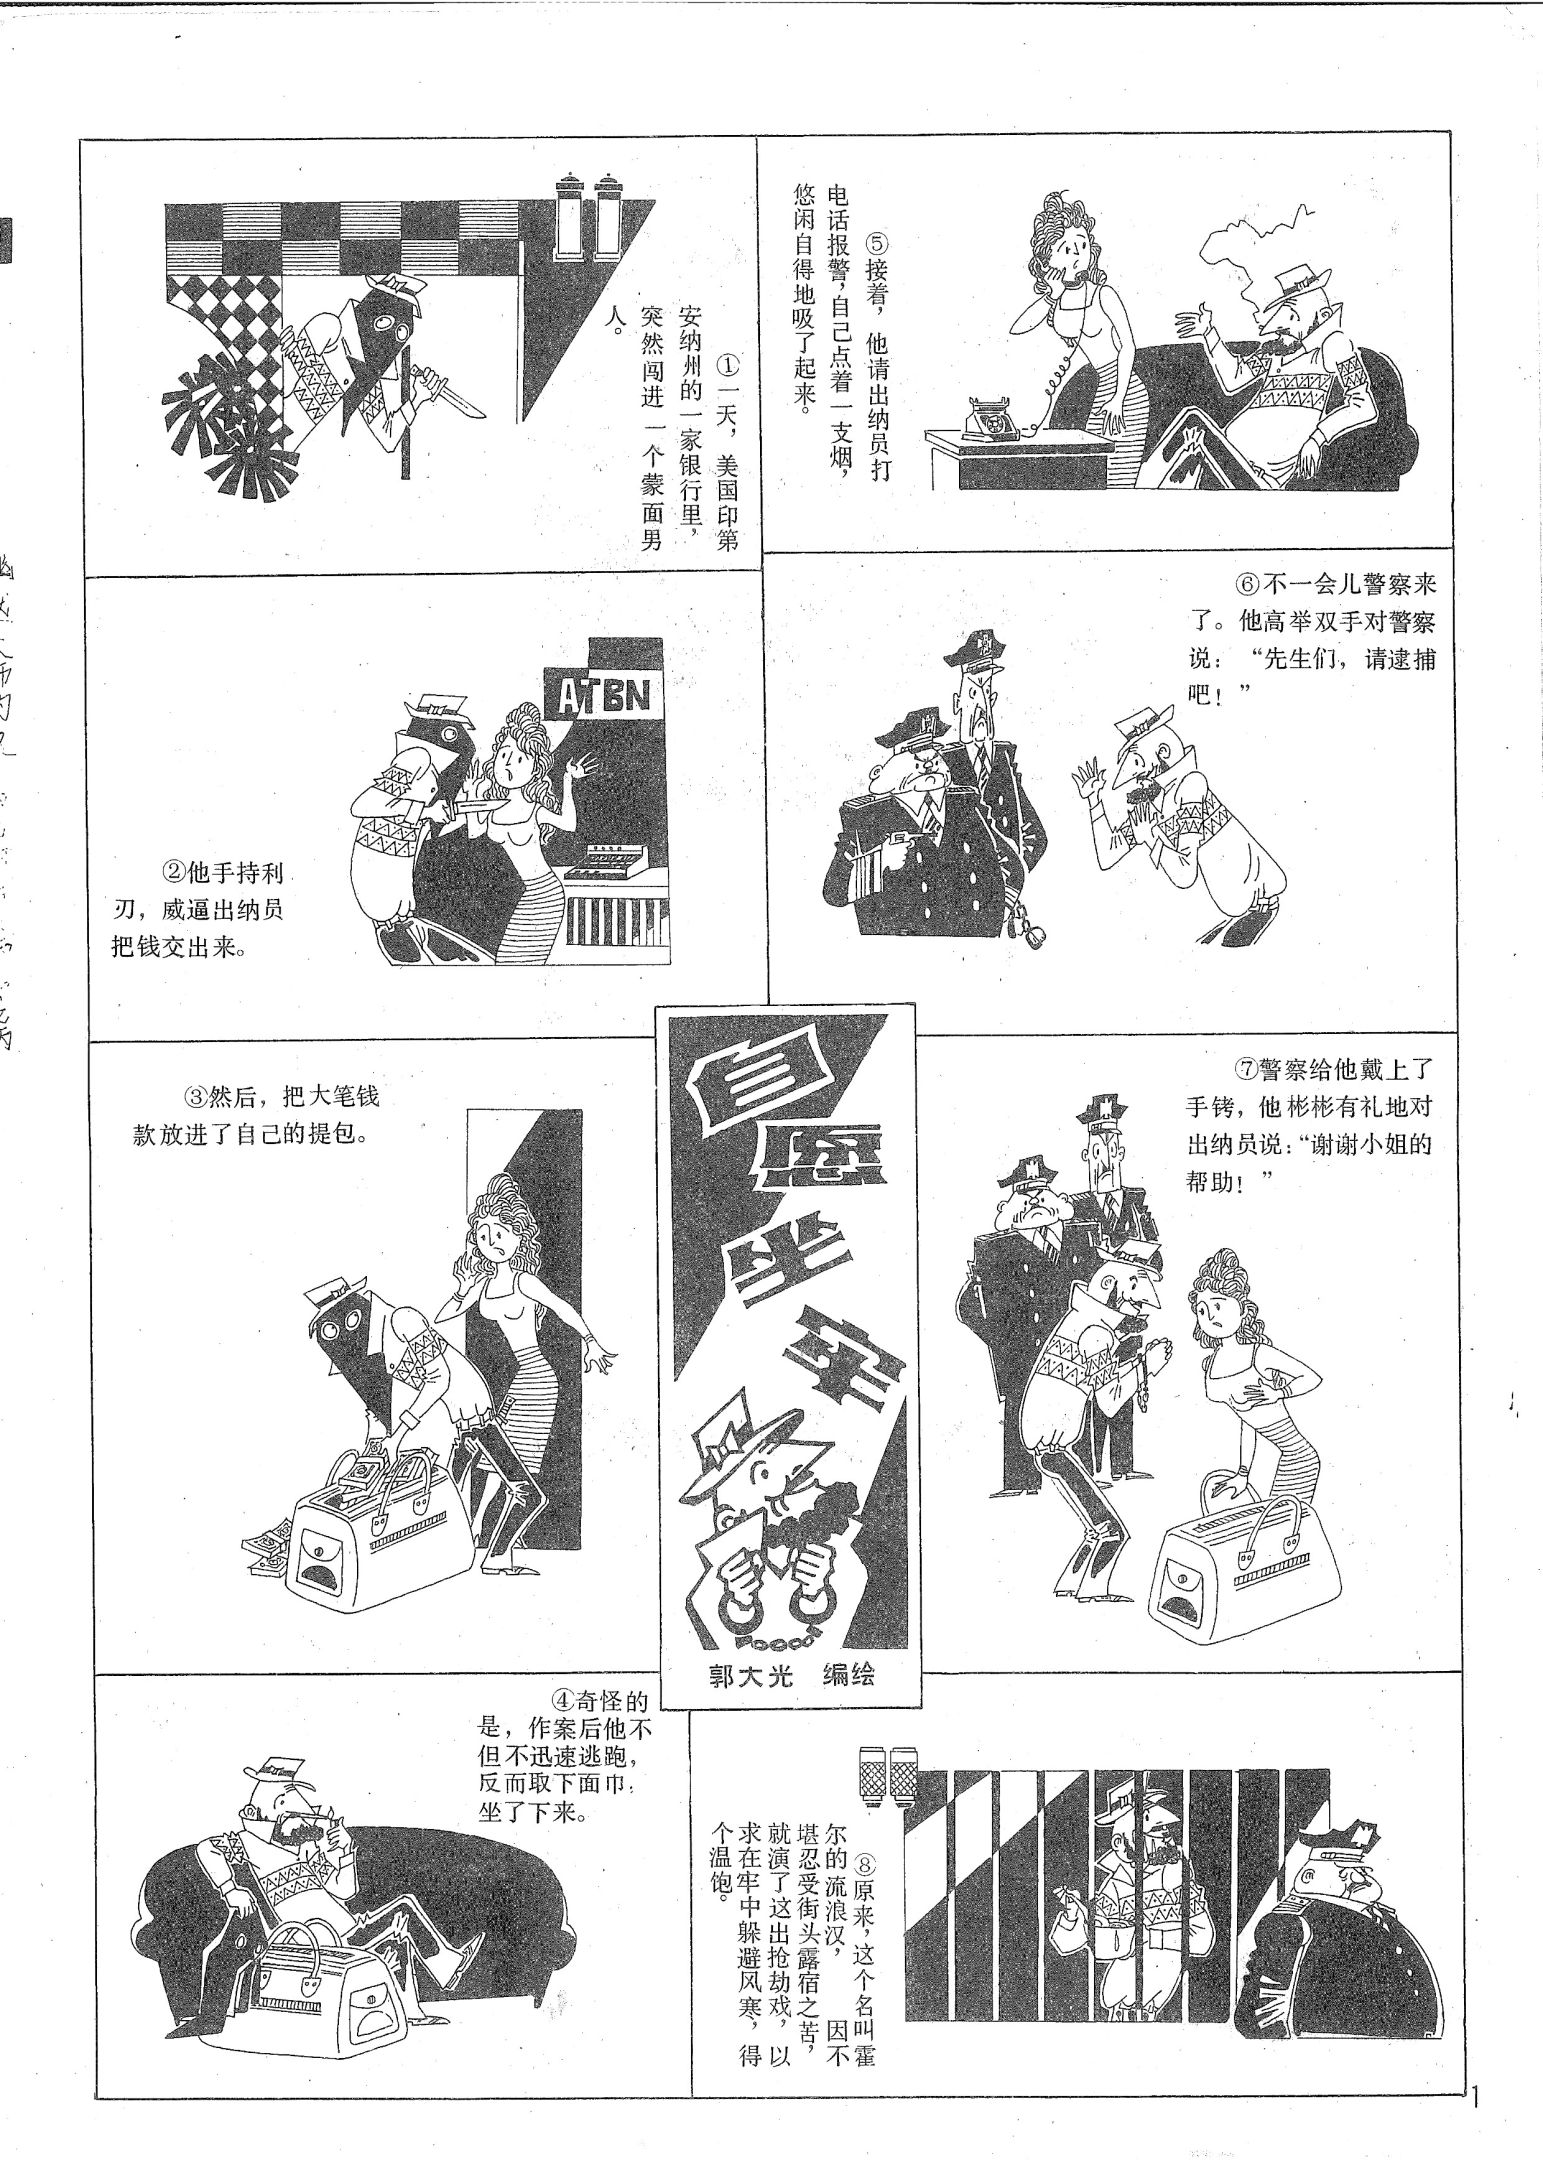 ①一天，美国印第
安纳州的一家银行里，
突然闯进一个蒙面男
人。
ATBN
②他手持利
刃，威逼出纳员
把钱交出来。
③然后，把大笔钱
款放进了自己的提包。
④奇怪的
是，作案后他不
但不迅速逃跑，
反而取下面巾，
坐了下来。
⑤接着，他请出纳员打
电话报警，自己点着一支烟，
悠闲自得地吸了起来。
⑥不一会儿警察来
了。他高举双手对警察
说：“先生们，请逮捕
吧！”
⑦警察给他戴上了
手铐，他彬彬有礼地对
出纳员说：“谢谢小姐的
帮助！”
⑧原来，这个名叫霍
尔的流浪汉，因不
堪忍受街头露宿之苦，
就演了这出抢劫戏，以
求在牢中躲避风寒，得
个温饱。
自愿坐牢
郭大光 编绘
1